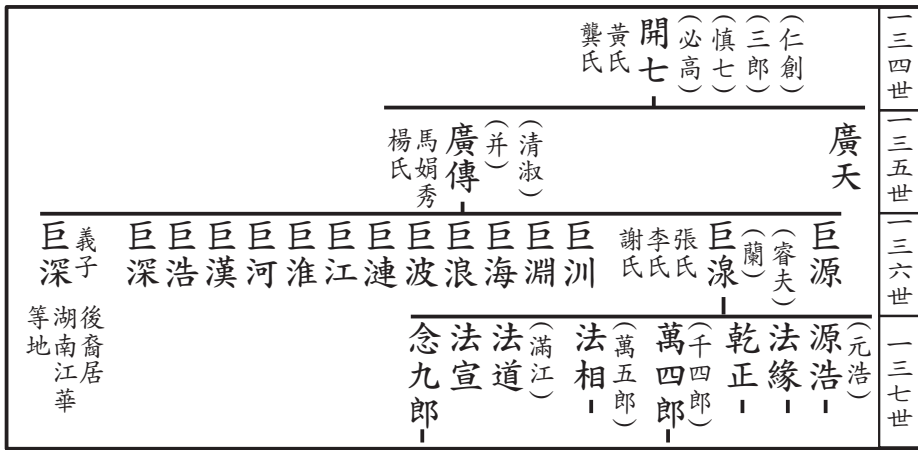 一三四世
（仁創）
（三郎）
（慎七）
（必高）
開七
黃氏
龔氏
一三五世
廣天
（清淑）
（并）
廣傳
馬娟秀
楊氏
一三六世
巨源
（睿夫）
（蘭）
巨湶
張氏
李氏
謝氏
巨汌
巨淵
巨海
巨浪
巨波
巨漣
巨江
巨淮
巨河
巨漢
巨浩
巨深
義子
巨深
後裔居
湖南江華
等地
一三七世
（元浩）
源浩
法緣
乾正
（千四郎）
萬四郎
（萬五郎）
法相
（滿江）
法道
法宣
念九郎